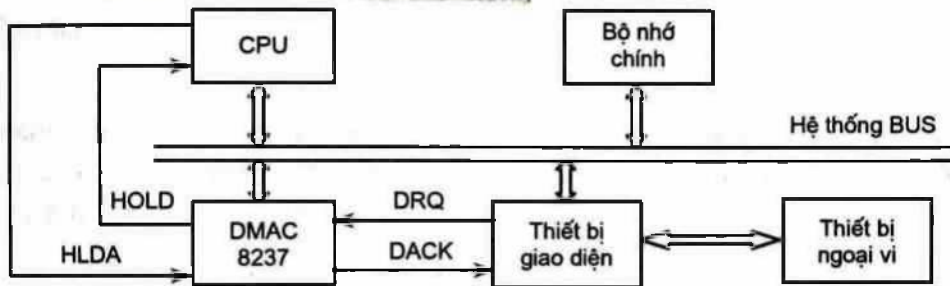 CPU
Bộ nhớ
chính
Hệ thống BUS
HOLD
DMAC
8237
DRQ
Thiết bị
giao diện
Thiết bị
ngoại vi
HLDA
DACK